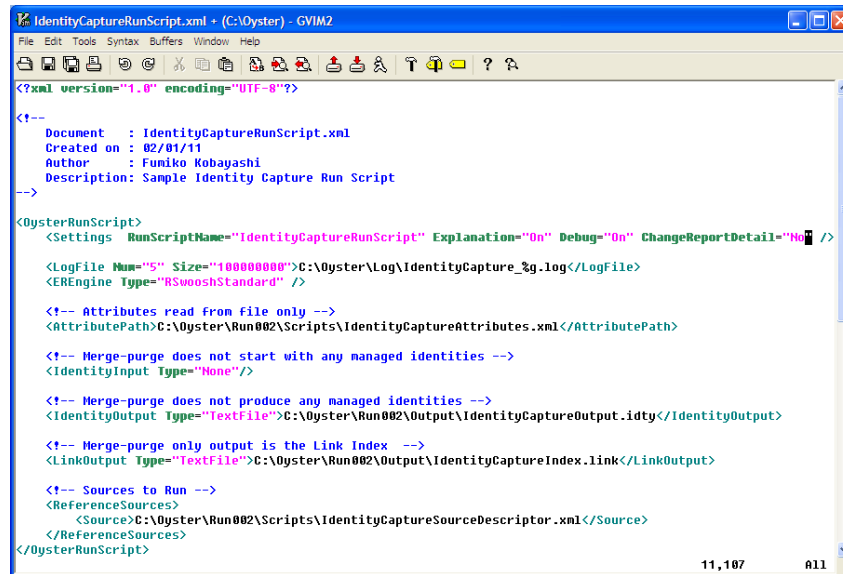 IdentityCaptureRunScript.xml + (C:\Oyster) - GVIM2
File Edit Tools Syntax Buffers Window Help
<?xml version="1.0" encoding="UTF-8"?>
<!--
    Document   : IdentityCaptureRunScript.xml
    Created on : 02/01/11
    Author     : Fumiko Kobayashi
    Description: Sample Identity Capture Run Script
-->
<OysterRunScript>
    <Settings  RunScriptName="IdentityCaptureRunScript" Explanation="On" Debug="On" ChangeReportDetail="No" />
    <LogFile Num="5" Size="100000000">C:\Oyster\Log\IdentityCapture_%g.log</LogFile>
    <EREngine Type="RSwooshStandard" />
    <!-- Attributes read from file only -->
    <AttributePath>C:\Oyster\Run002\Scripts\IdentityCaptureAttributes.xml</AttributePath>
    <!-- Merge-purge does not start with any managed identities -->
    <IdentityInput Type="None"/>
    <!-- Merge-purge does not produce any managed identities -->
    <IdentityOutput Type="TextFile">C:\Oyster\Run002\Output\IdentityCaptureOutput.idty</IdentityOutput>
    <!-- Merge-purge only output is the Link Index  -->
    <LinkOutput Type="TextFile">C:\Oyster\Run002\Output\IdentityCaptureIndex.link</LinkOutput>
    <!-- Sources to Run -->
    <ReferenceSources>
        <Source>C:\Oyster\Run002\Scripts\IdentityCaptureSourceDescriptor.xml</Source>
    </ReferenceSources>
</OysterRunScript>
11,107 All